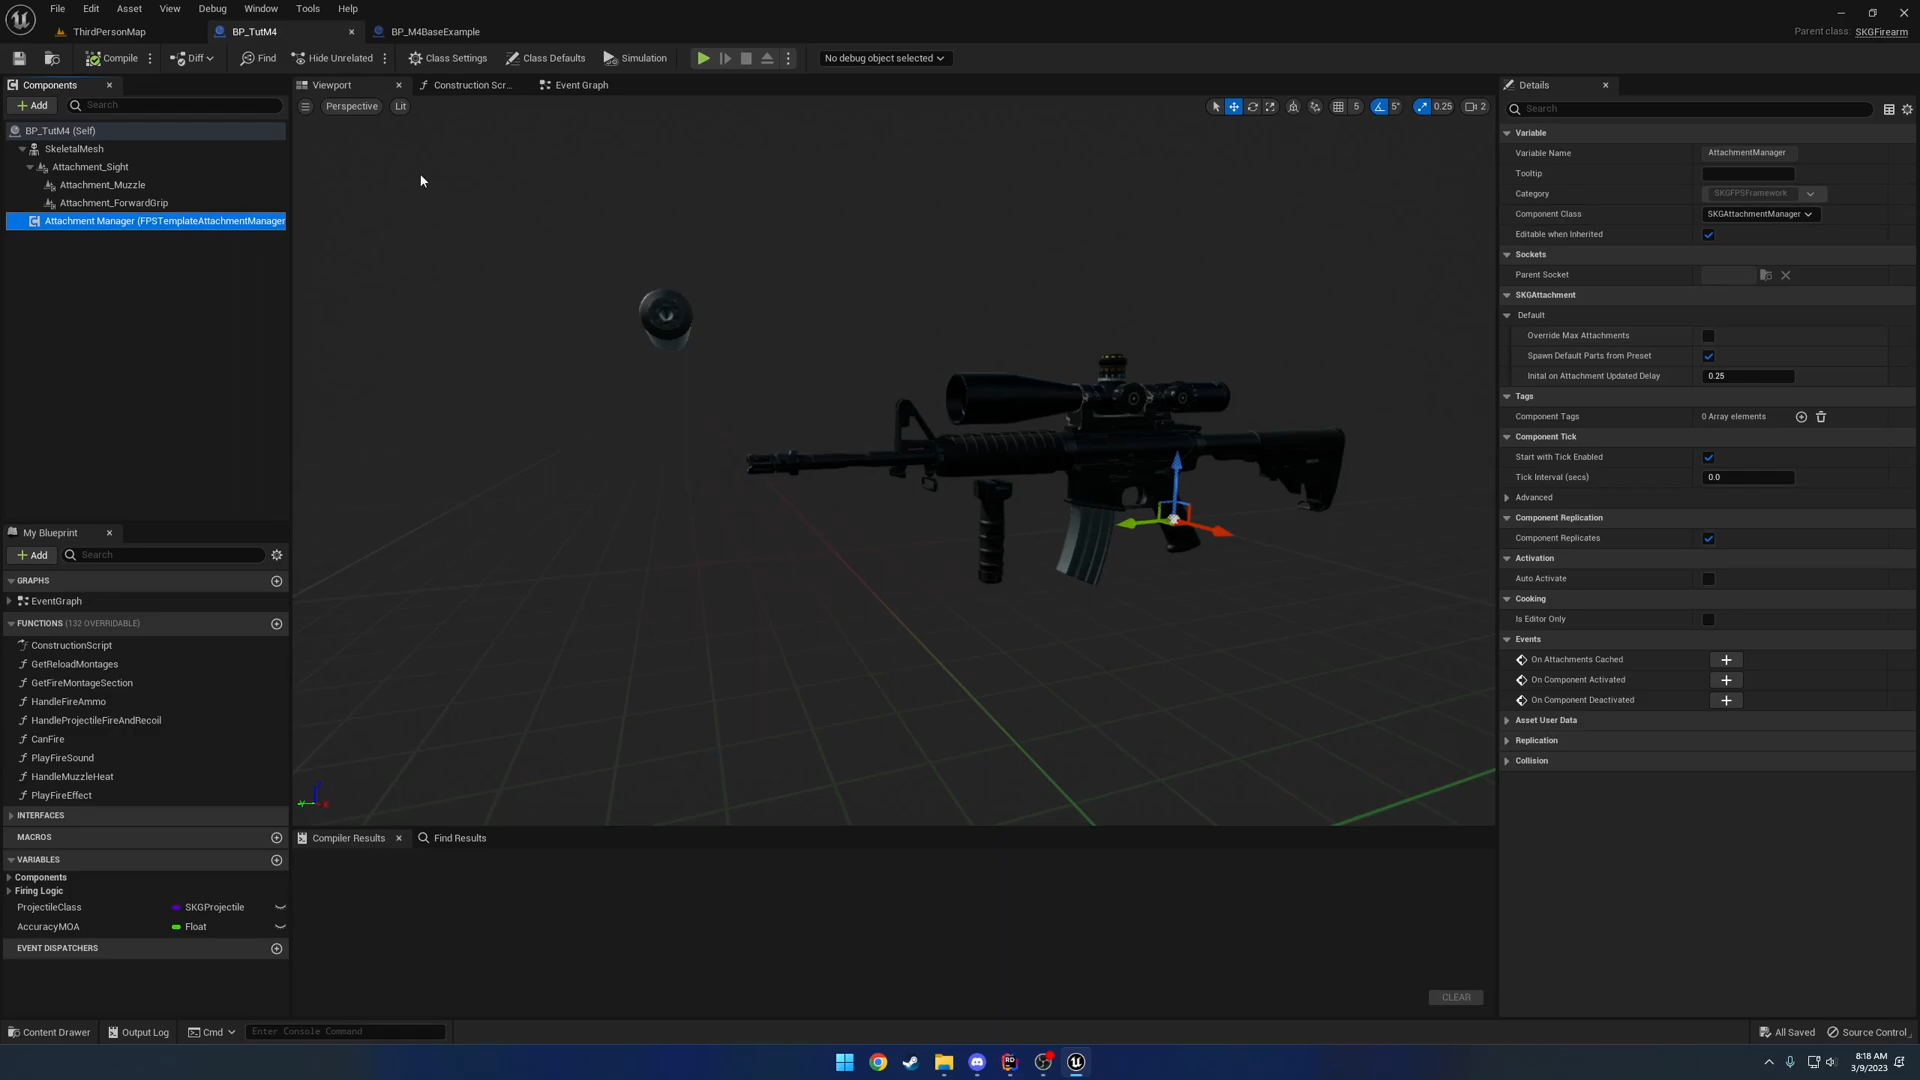 File Edit Asset View Debug Window Tools Help
ThirdPersonMap BP_TutM4 BP_M4BaseExample Parent class: SKGFirearm
Compile Diff Find Hide Unrelated Class Settings Class Defaults Simulation No debug object selected
Components Viewport Construction Scr... Event Graph Details
Add Search Perspective Lit 5 5° 0.25 2 Search
BP_TutM4 (Self)
SkeletalMesh
Attachment_Sight
Attachment_Muzzle
Attachment_ForwardGrip
Attachment Manager (FPSTemplateAttachmentManager
Variable
Variable Name AttachmentManager
Tooltip
Category SKGFPSFramework
Component Class SKGAttachmentManager
Editable when Inherited
Sockets
Parent Socket
SKGAttachment
Default
Override Max Attachments
Spawn Default Parts from Preset
Inital on Attachment Updated Delay 0.25
Tags
Component Tags 0 Array elements
Component Tick
Start with Tick Enabled
Tick Interval (secs) 0.0
Advanced
Component Replication
Component Replicates
Activation
Auto Activate
Cooking
Is Editor Only
Events
On Attachments Cached
On Component Activated
On Component Deactivated
Asset User Data
Replication
Collision
My Blueprint
Add Search
GRAPHS
EventGraph
FUNCTIONS (132 OVERRIDABLE)
ConstructionScript
GetReloadMontages
GetFireMontageSection
HandleFireAmmo
HandleProjectileFireAndRecoil
CanFire
PlayFireSound
HandleMuzzleHeat
PlayFireEffect
INTERFACES
MACROS
VARIABLES
Components
Firing Logic
ProjectileClass SKGProjectile
AccuracyMOA Float
EVENT DISPATCHERS
Compiler Results Find Results
CLEAR
Content Drawer Output Log Cmd Enter Console Command All Saved Source Control
8:18 AM
3/9/2023